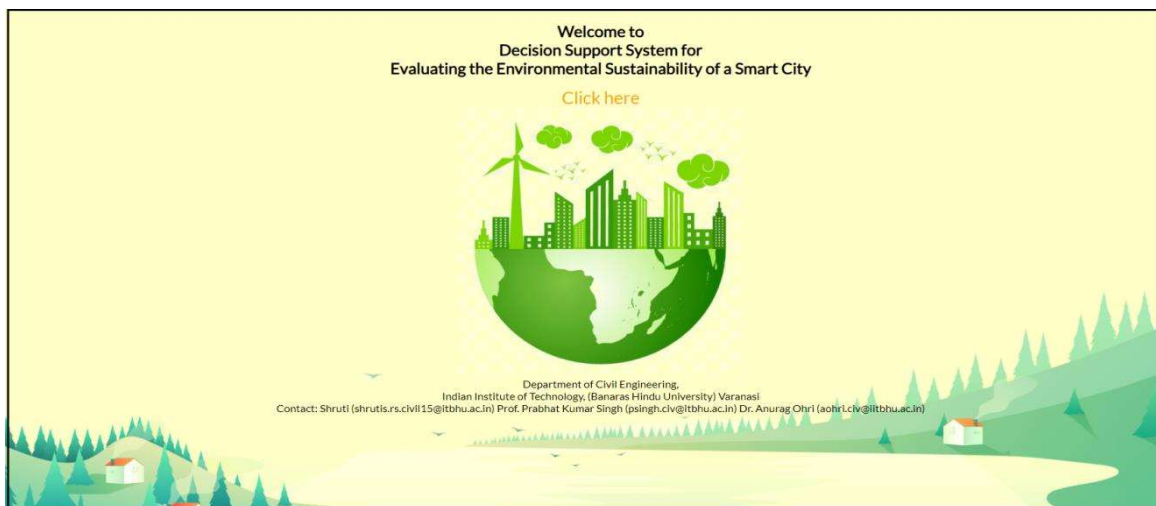 Welcome to
Decision Support System for
Evaluating the Environmental Sustainability of a Smart City
Click here
Department of Civil Engineering,
Indian Institute of Technology, (Banaras Hindu University) Varanasi
Contact: Shruti (shrutis.rs.civil15@itbhu.ac.in) Prof. Prabhat Kumar Singh (psingh.civ@itbhu.ac.in) Dr. Anurag Ohri (aohri.civ@iitbhu.ac.in)